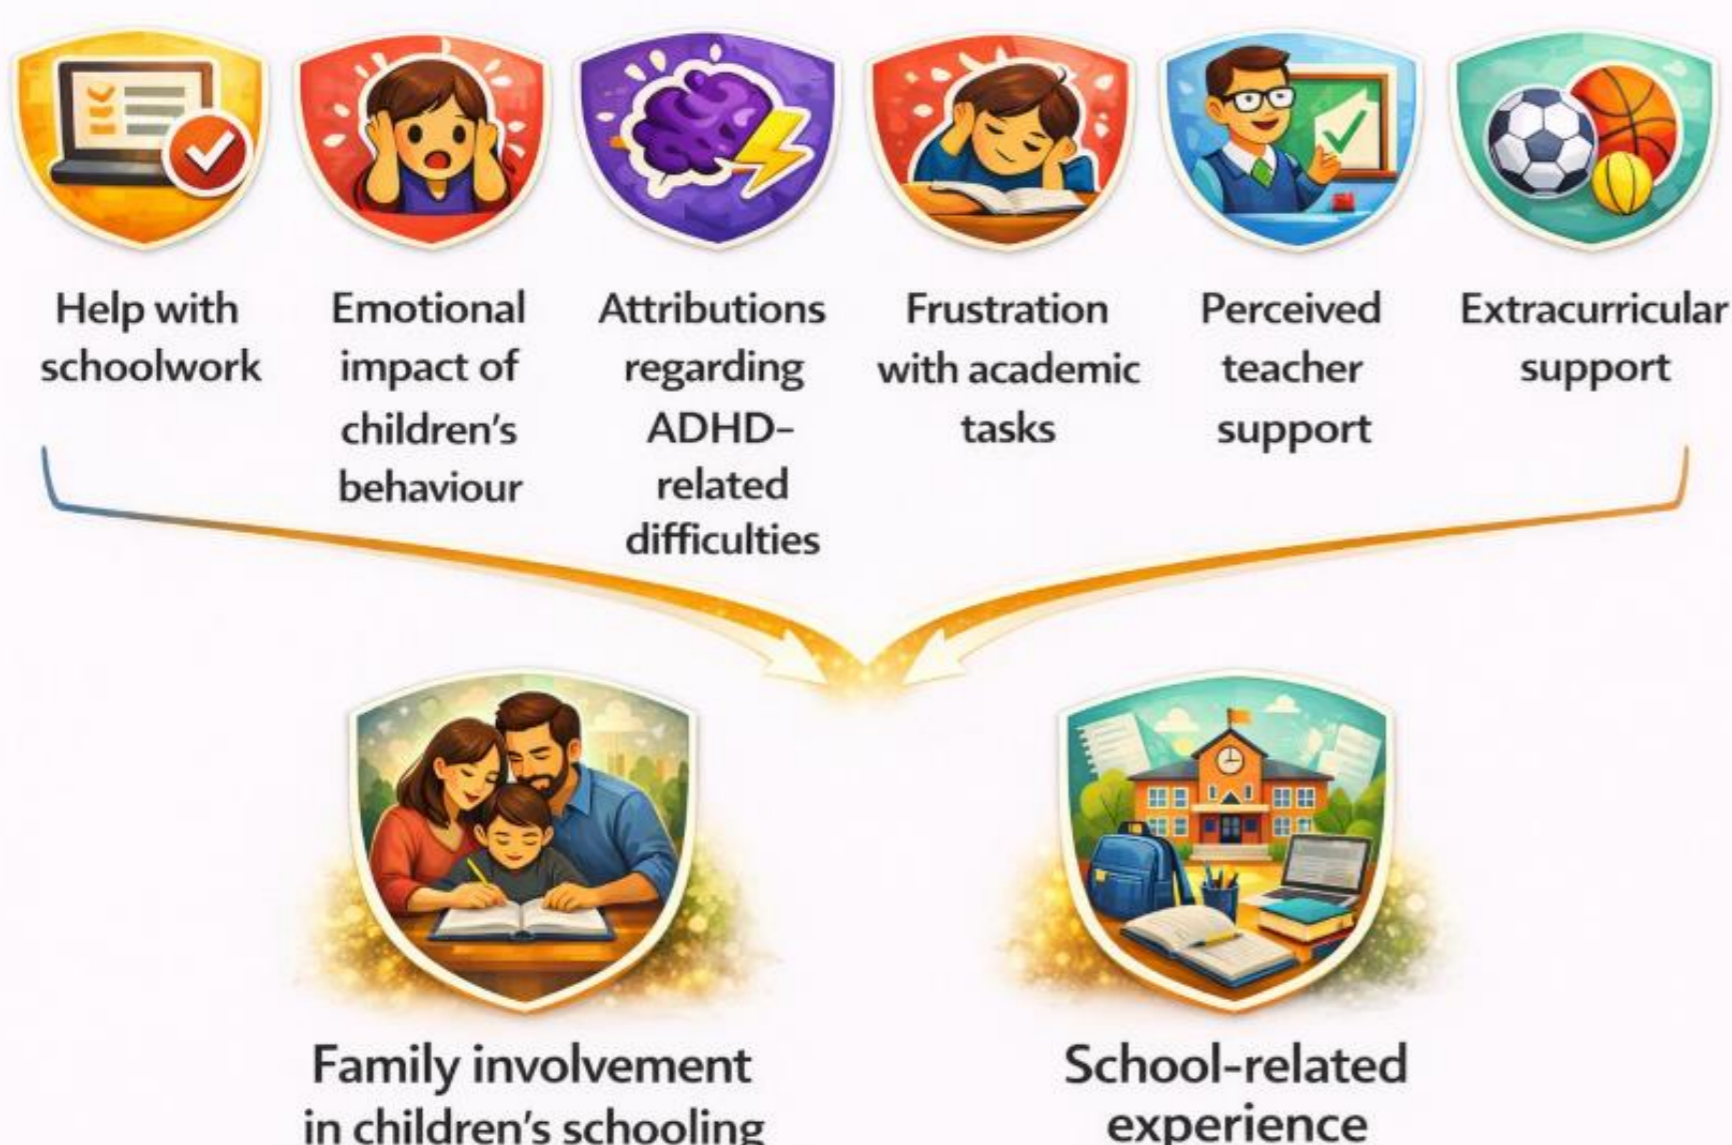 Help with
schoolwork
Emotional
impact of
children's
behaviour
Attributions
regarding
ADHD-
related
difficulties
Frustration
with academic
tasks
Perceived
teacher
support
Extracurricular
support
Family involvement
in children's schooling
School-related
experience